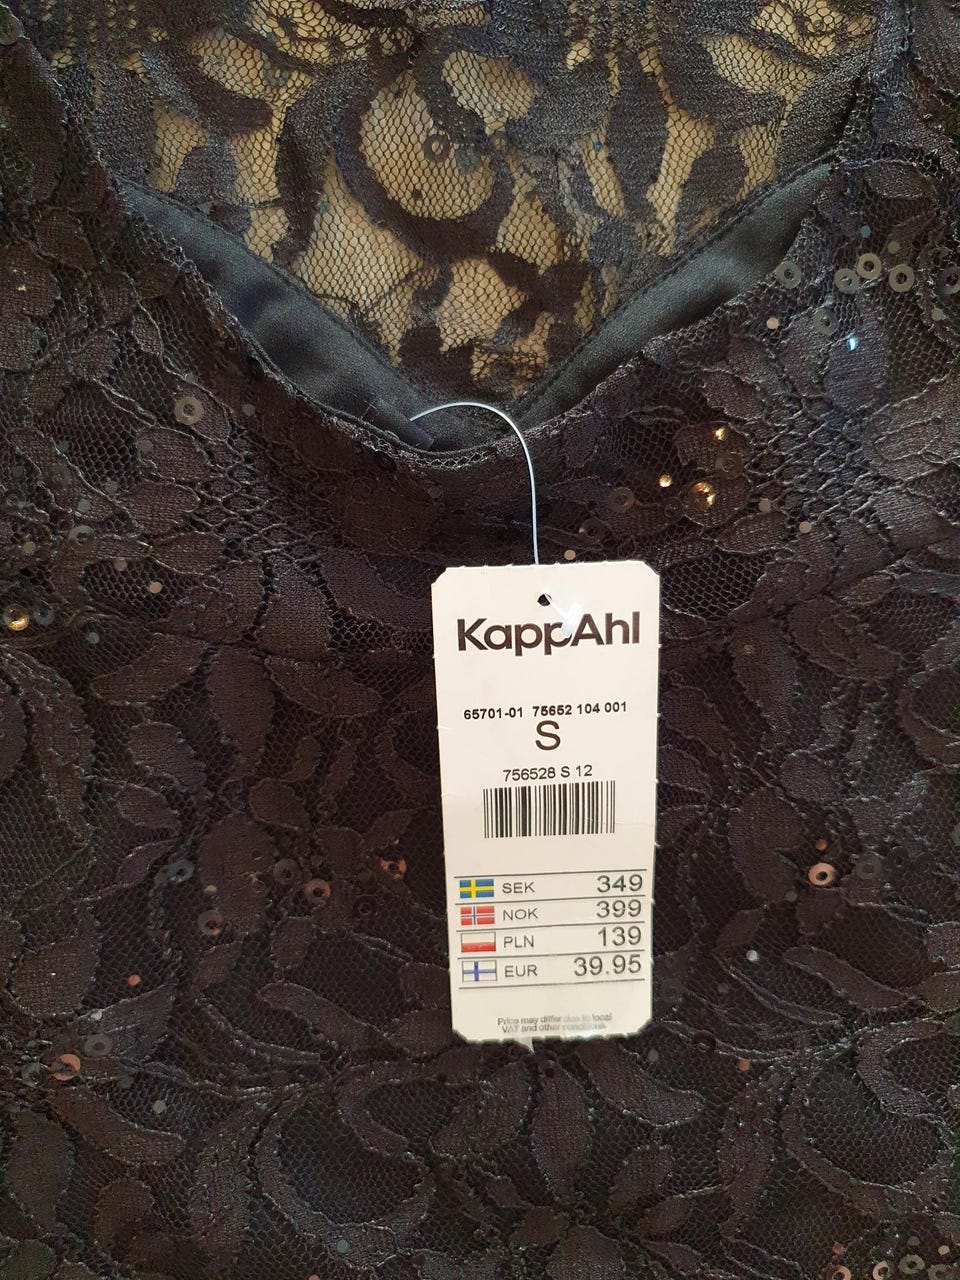 KappAhl
65701-01 75652 104 001
S
756528 S 12
SEK 349
NOK 399
PLN 139
EUR 39.95
Price may differ due to local
VAT and other conditions